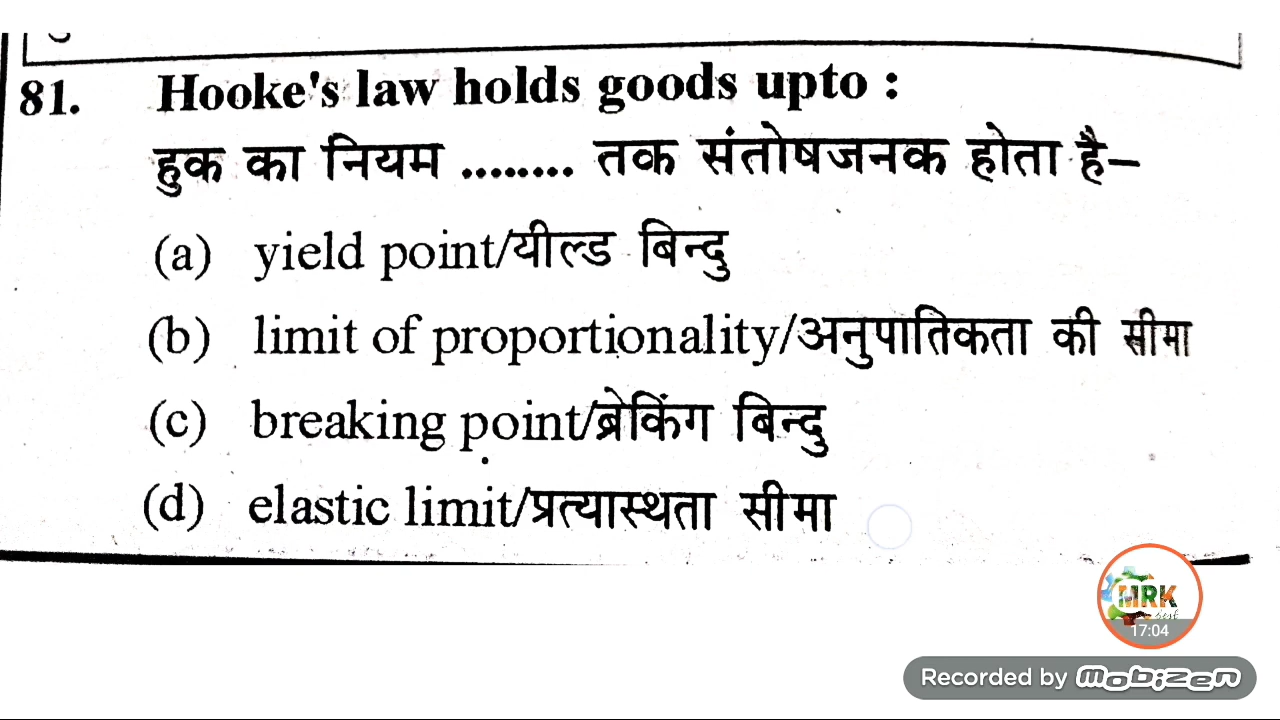 81. Hooke's law holds goods upto :
हुक का नियम ........ तक संतोषजनक होता है–
(a) yield point/यील्ड बिन्दु
(b) limit of proportionality/अनुपातिकता की सीमा
(c) breaking point/ब्रेकिंग बिन्दु
(d) elastic limit/प्रत्यास्थता सीमा
MRK
17:04
Recorded by Mobizen